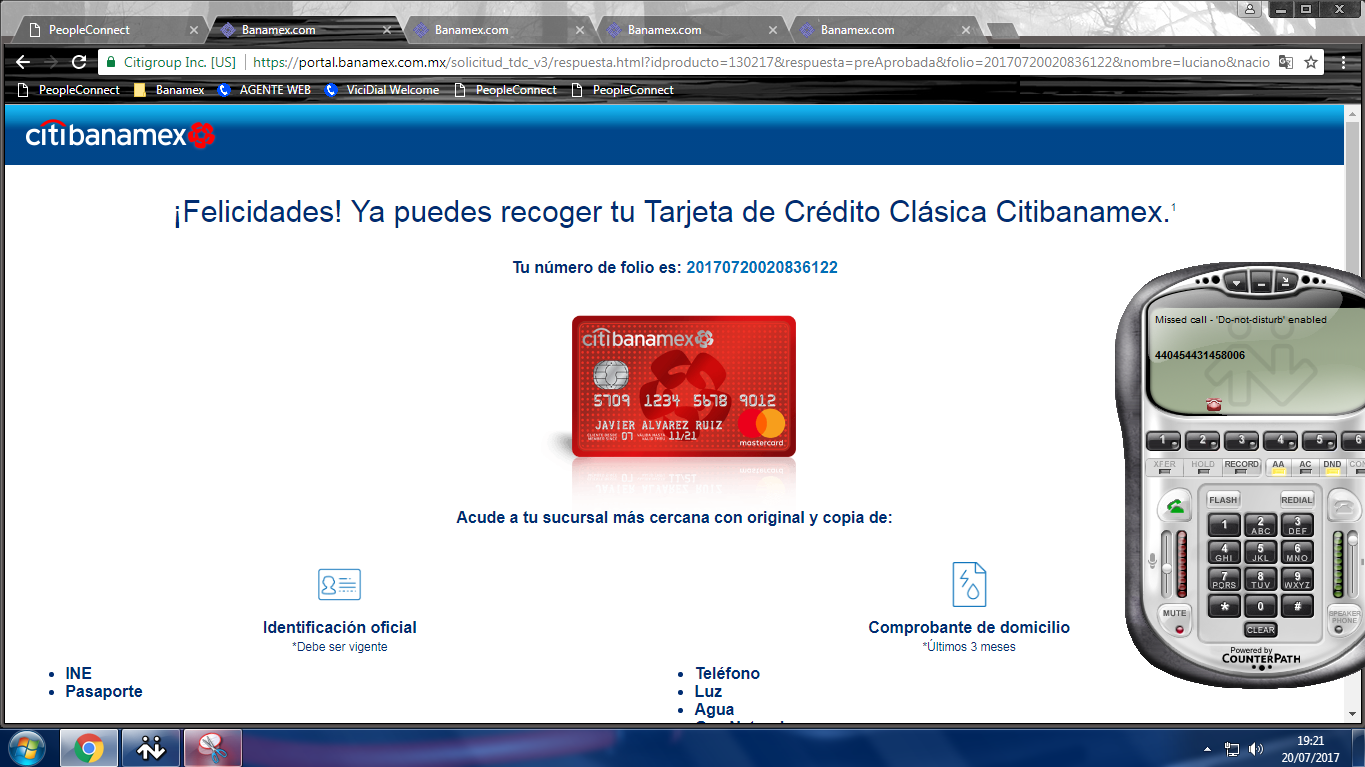 PeopleConnect
Banamex.com
Banamex.com
Banamex.com
Banamex.com
Citigroup Inc. [US]
https://portal.banamex.com.mx/solicitud_tdc_v3/respuesta.html?idproducto=130217&respuesta=preAprobada&folio=20170720020836122&nombre=luciano&nacio
PeopleConnect
Banamex
AGENTE WEB
ViciDial Welcome
PeopleConnect
PeopleConnect
citibanamex
¡Felicidades! Ya puedes recoger tu Tarjeta de Crédito Clásica Citibanamex.1
Tu número de folio es: 20170720020836122
citibanamex
5709 1234 5678 9012
JAVIER ALVAREZ RUIZ
07
11/21
mastercard
Acude a tu sucursal más cercana con original y copia de:
Identificación oficial
*Debe ser vigente
INE
Pasaporte
Comprobante de domicilio
*Últimos 3 meses
Teléfono
Luz
Agua
Missed call - 'Do-not-disturb' enabled
440454431458006
1 2 3 4 5 6
XFER HOLD RECORD AA AC DND
FLASH REDIAL
1 2 ABC 3 DEF
4 GHI 5 JKL 6 MNO
7 PQRS 8 TUV 9 WXYZ
* 0 #
MUTE
SPEAKER PHONE
CLEAR
Powered by
COUNTERPATH
19:21
20/07/2017